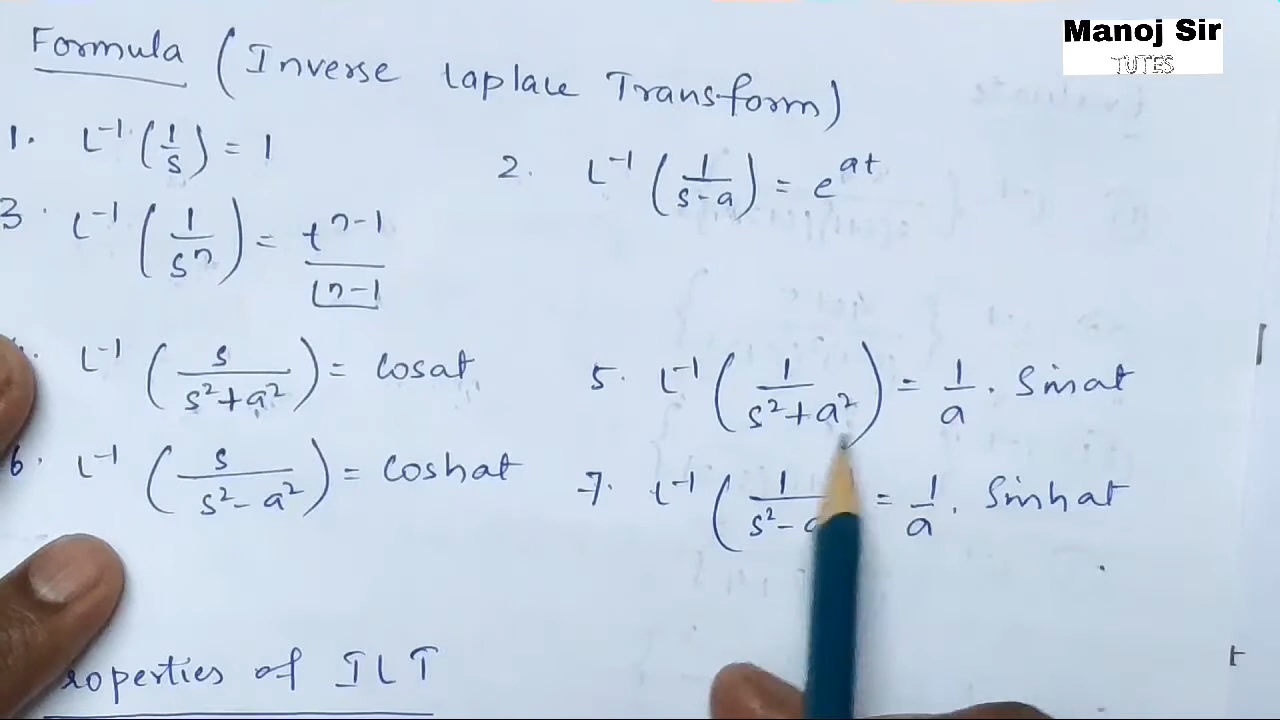 Manoj Sir
TUTES
Formula (Inverse Laplace Transform)
1. L⁻¹ (1/s) = 1
2. L⁻¹ (1/(s-a)) = e^(at)
3. L⁻¹ (1/sⁿ) = t^(n-1) / ⌊n-1
L⁻¹ (s/(s²+a²)) = cosat
5. L⁻¹ (1/(s²+a²)) = 1/a . Sinat
6. L⁻¹ (s/(s²-a²)) = coshat
7. L⁻¹ (1/(s²-a = 1/a . Sinhat
roperties of ILT